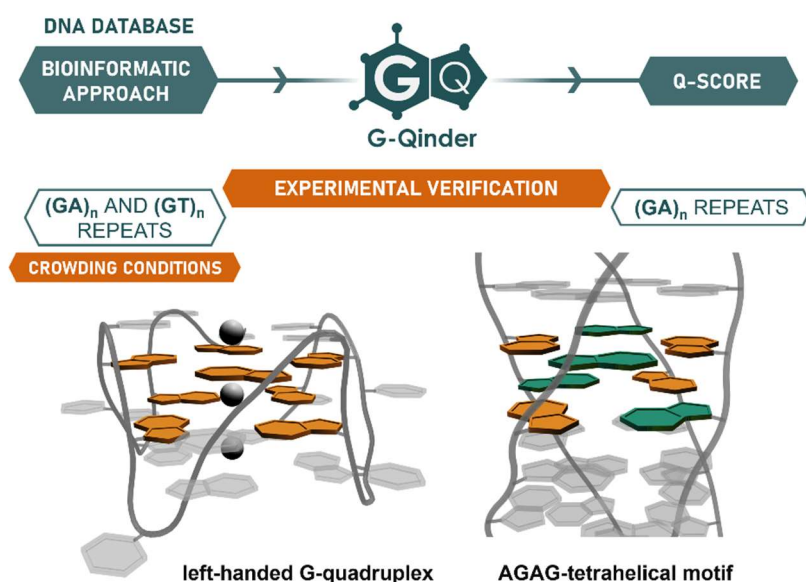 DNA DATABASE
BIOINFORMATIC
APPROACH
GQ
G-Qinder
Q-SCORE
EXPERIMENTAL VERIFICATION
(GA)n AND (GT)n
REPEATS
CROWDING CONDITIONS
(GA)n REPEATS
left-handed G-quadruplex
AGAG-tetrahelical motif